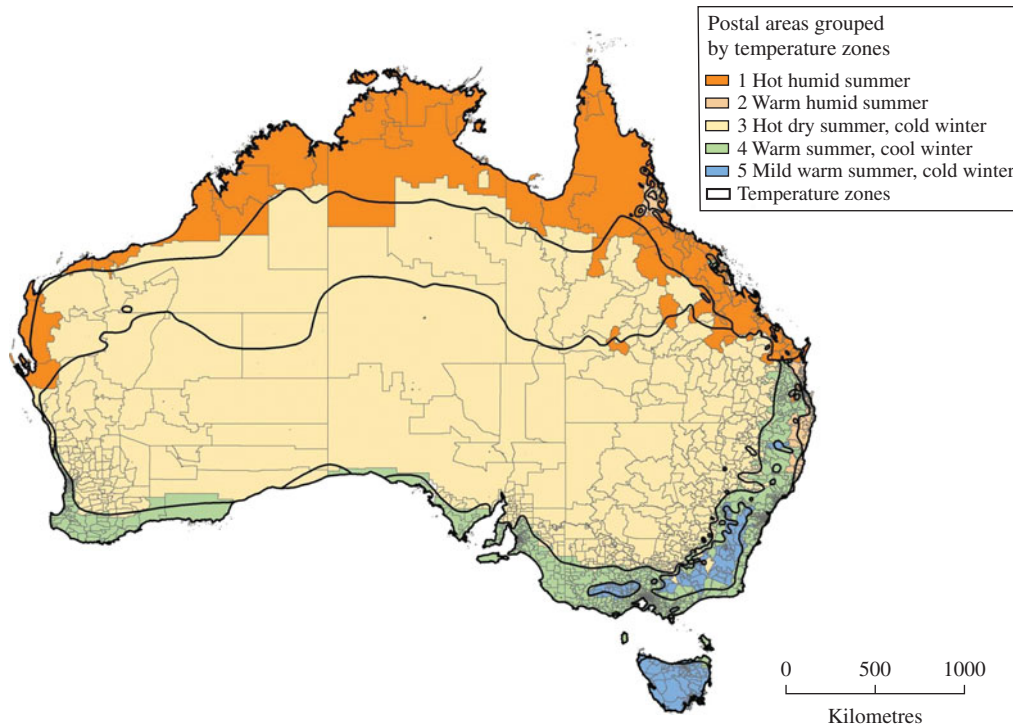 Postal areas grouped
by temperature zones
1 Hot humid summer
2 Warm humid summer
3 Hot dry summer, cold winter
4 Warm summer, cool winter
5 Mild warm summer, cold winter
Temperature zones
0 500 1000
Kilometres